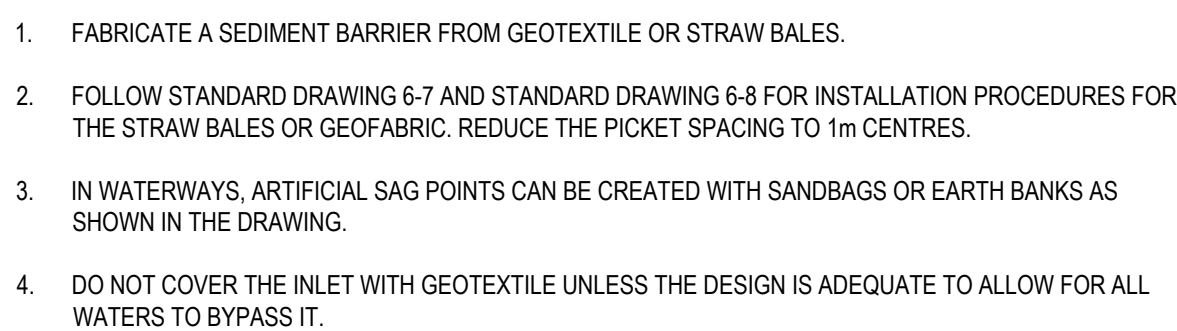 1. FABRICATE A SEDIMENT BARRIER FROM GEOTEXTILE OR STRAW BALES.
2. FOLLOW STANDARD DRAWING 6-7 AND STANDARD DRAWING 6-8 FOR INSTALLATION PROCEDURES FOR
THE STRAW BALES OR GEOFABRIC. REDUCE THE PICKET SPACING TO 1m CENTRES.
3. IN WATERWAYS, ARTIFICIAL SAG POINTS CAN BE CREATED WITH SANDBAGS OR EARTH BANKS AS
SHOWN IN THE DRAWING.
4. DO NOT COVER THE INLET WITH GEOTEXTILE UNLESS THE DESIGN IS ADEQUATE TO ALLOW FOR ALL
WATERS TO BYPASS IT.